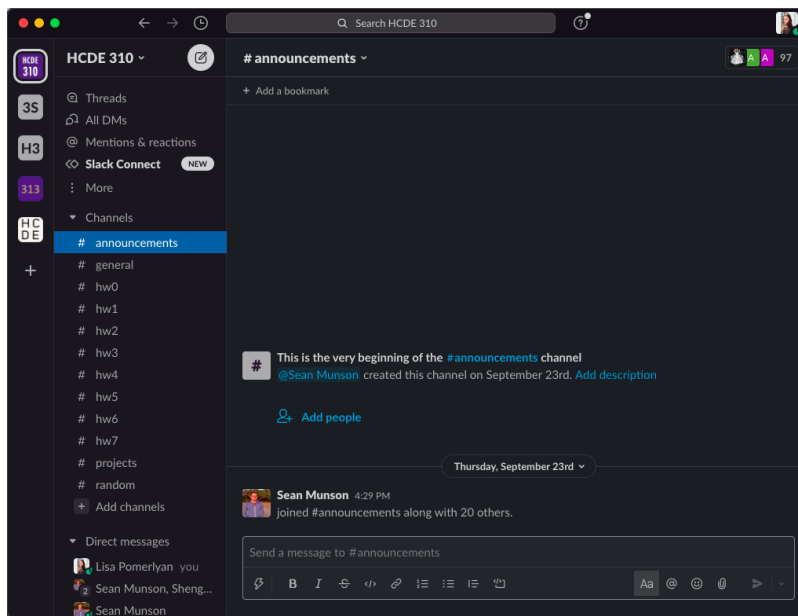 Search HCDE 310
HCDE
310
3S
H3
313
HC
DE
HCDE 310
Threads
All DMs
@ Mentions & reactions
Slack Connect NEW
More
Channels
# announcements
# general
# hw0
# hw1
# hw2
# hw3
# hw4
# hw5
# hw6
# hw7
# projects
# random
+ Add channels
Direct messages
Lisa Pomerlyan you
2 Sean Munson, Sheng...
Sean Munson
# announcements
A A 97
+ Add a bookmark
#
This is the very beginning of the #announcements channel
@Sean Munson created this channel on September 23rd. Add description
Add people
Thursday, September 23rd
Sean Munson 4:29 PM
joined #announcements along with 20 others.
Send a message to #announcements
B I S Aa @